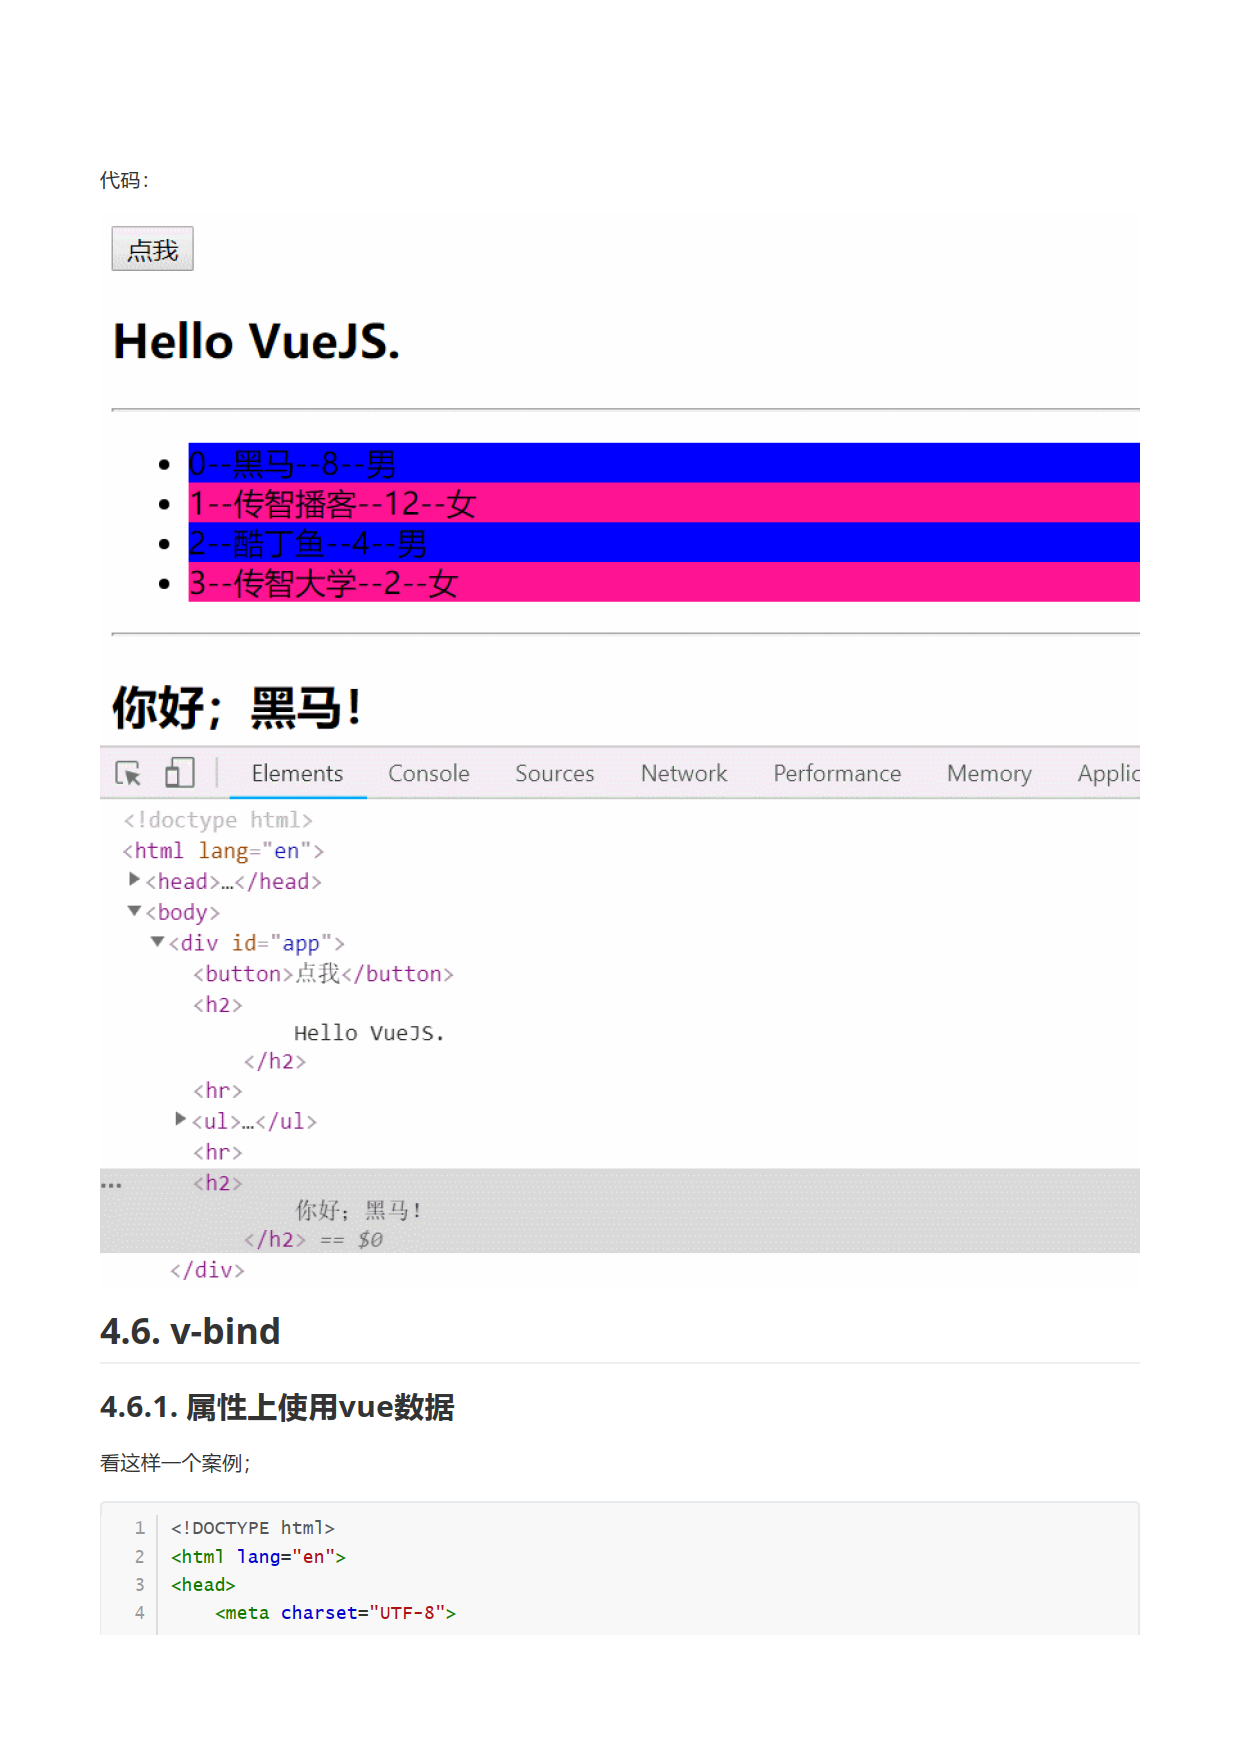 代码：
点我
Hello VueJS.
0--黑马--8--男
1--传智播客--12--女
2--酷丁鱼--4--男
3--传智大学--2--女
你好；黑马！
Elements Console Sources Network Performance Memory Applic
<!doctype html>
<html lang="en">
<head>…</head>
<body>
<div id="app">
<button>点我</button>
<h2>
Hello VueJS.
</h2>
<hr>
<ul>…</ul>
<hr>
... <h2>
你好；黑马！
</h2> == $0
</div>
4.6. v-bind
4.6.1. 属性上使用vue数据
看这样一个案例；
1 <!DOCTYPE html>
2 <html lang="en">
3 <head>
4 <meta charset="UTF-8">